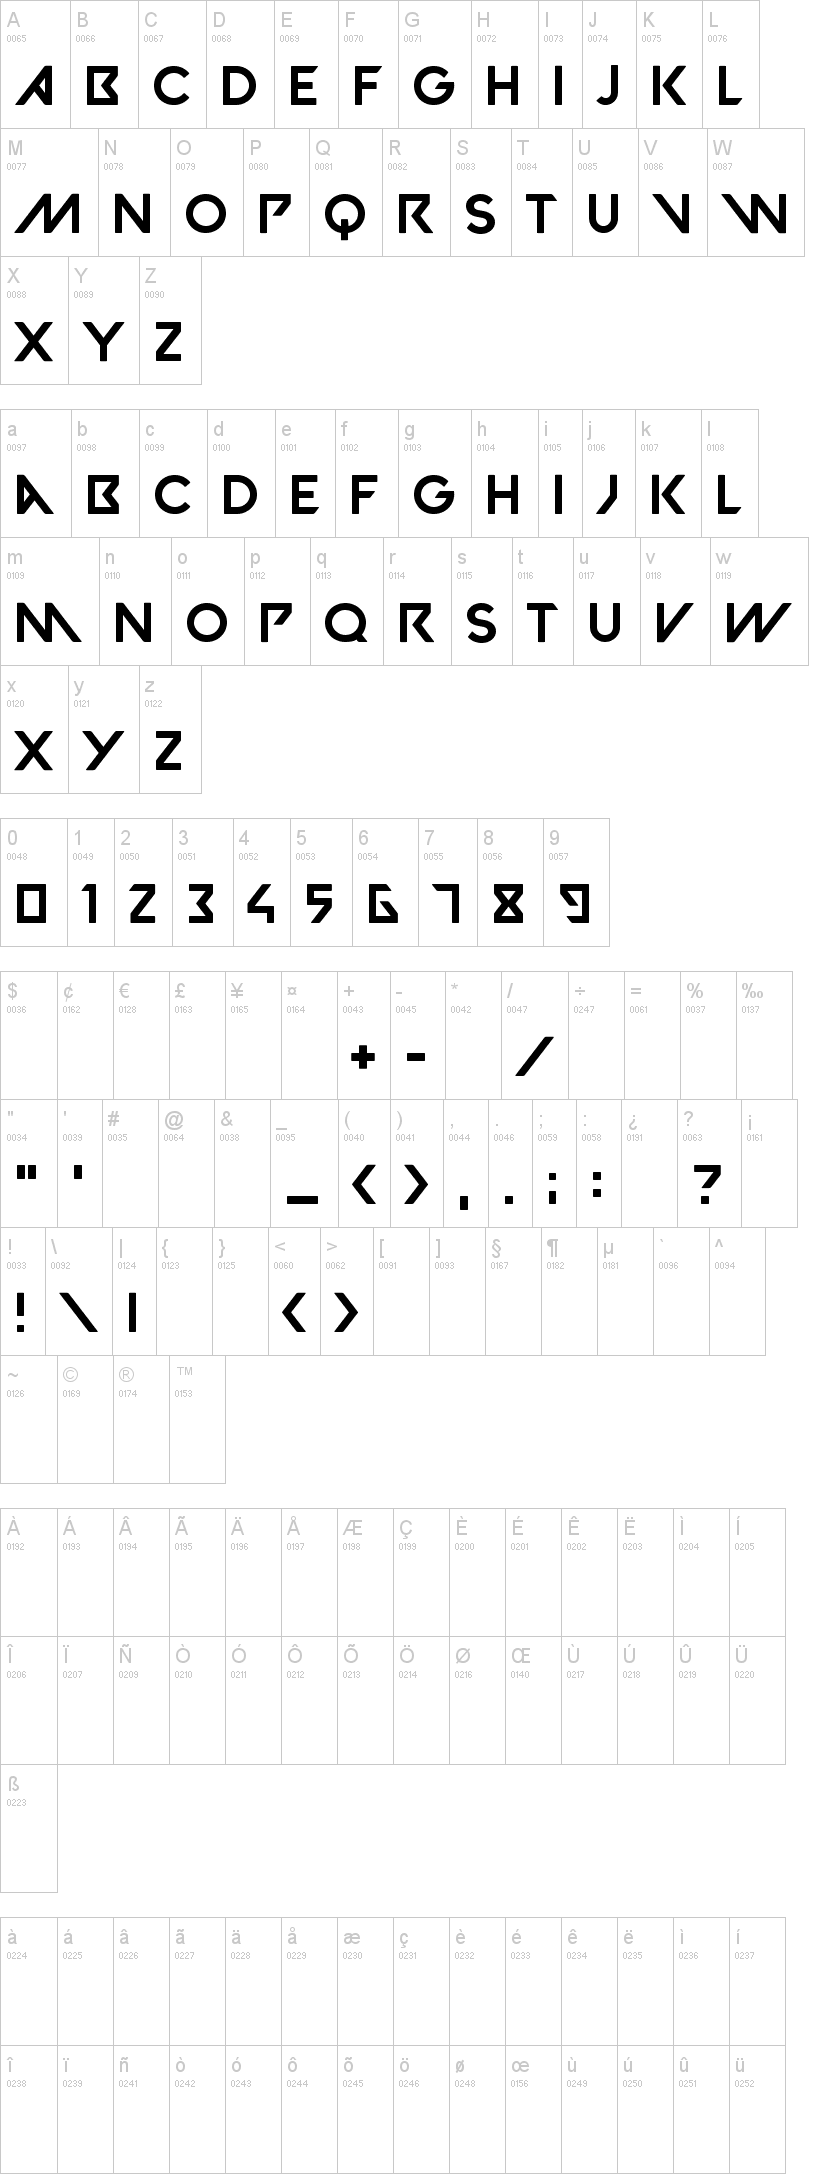 A B C D E F G H I J K L
0065 0066 0067 0068 0069 0070 0071 0072 0073 0074 0075 0076
A B C D E F G H I J K L
M N O P Q R S T U V W
0077 0078 0079 0080 0081 0082 0083 0084 0085 0086 0087
M N O P Q R S T U V W
X Y Z
0088 0089 0090
X Y Z
a b c d e f g h i j k l
0097 0098 0099 0100 0101 0102 0103 0104 0105 0106 0107 0108
A B C D E F G H I J K L
m n o p q r s t u v w
0109 0110 0111 0112 0113 0114 0115 0116 0117 0118 0119
M N O P Q R S T U V W
x y z
0120 0121 0122
X Y Z
0 1 2 3 4 5 6 7 8 9
0048 0049 0050 0051 0052 0053 0054 0055 0056 0057
0 1 2 3 4 5 6 7 8 9
$ ¢ € £ ¥ ¤ + - * / ÷ = % ‰
0036 0162 0128 0163 0165 0164 0043 0045 0042 0047 0247 0061 0037 0137
+ - /
" ' # @ & _ ( ) , . ; : ¿ ? ¡
0034 0039 0035 0064 0038 0095 0040 0041 0044 0046 0059 0058 0191 0063 0161
" ' _ ( ) , . ; : ?
! \ | { } < > [ ] § ¶ µ ` ^
0033 0092 0124 0123 0125 0060 0062 0091 0093 0167 0182 0181 0096 0094
! \ | < >
~ © ® ™
0126 0169 0174 0153
À Á Â Ã Ä Å Æ Ç È É Ê Ë Ì Í
0192 0193 0194 0195 0196 0197 0198 0199 0200 0201 0202 0203 0204 0205
Î Ï Ñ Ò Ó Ô Õ Ö Ø Œ Ù Ú Û Ü
0206 0207 0209 0210 0211 0212 0213 0214 0216 0140 0217 0218 0219 0220
ß
0223
à á â ã ä å æ ç è é ê ë ì í
0224 0225 0226 0227 0228 0229 0230 0231 0232 0233 0234 0235 0236 0237
î ï ñ ò ó ô õ ö ø œ ù ú û ü
0238 0239 0241 0242 0243 0244 0245 0246 0248 0156 0249 0250 0251 0252